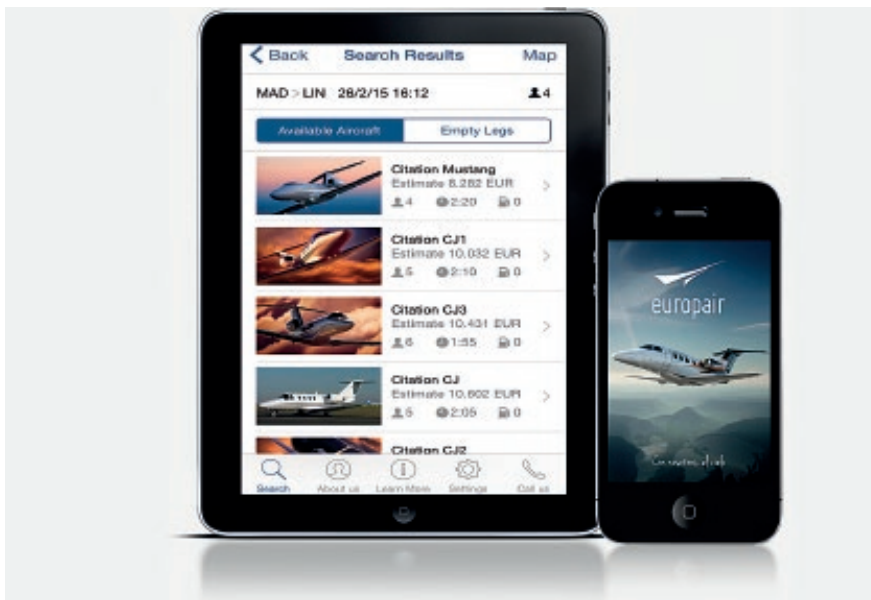 Back Search Results Map
MAD > LIN 26/2/15 16:12 4
Available Aircraft Empty Legs
Citation Mustang
Estimate 8.282 EUR
4 2:20 0
Citation CJ1
Estimate 10.032 EUR
5 2:10 0
Citation CJ3
Estimate 10.431 EUR
6 1:55 0
Citation CJ
Estimate 10.602 EUR
5 2:05 0
Citation CJ2
Search About us Learn More Settings Call us
europair